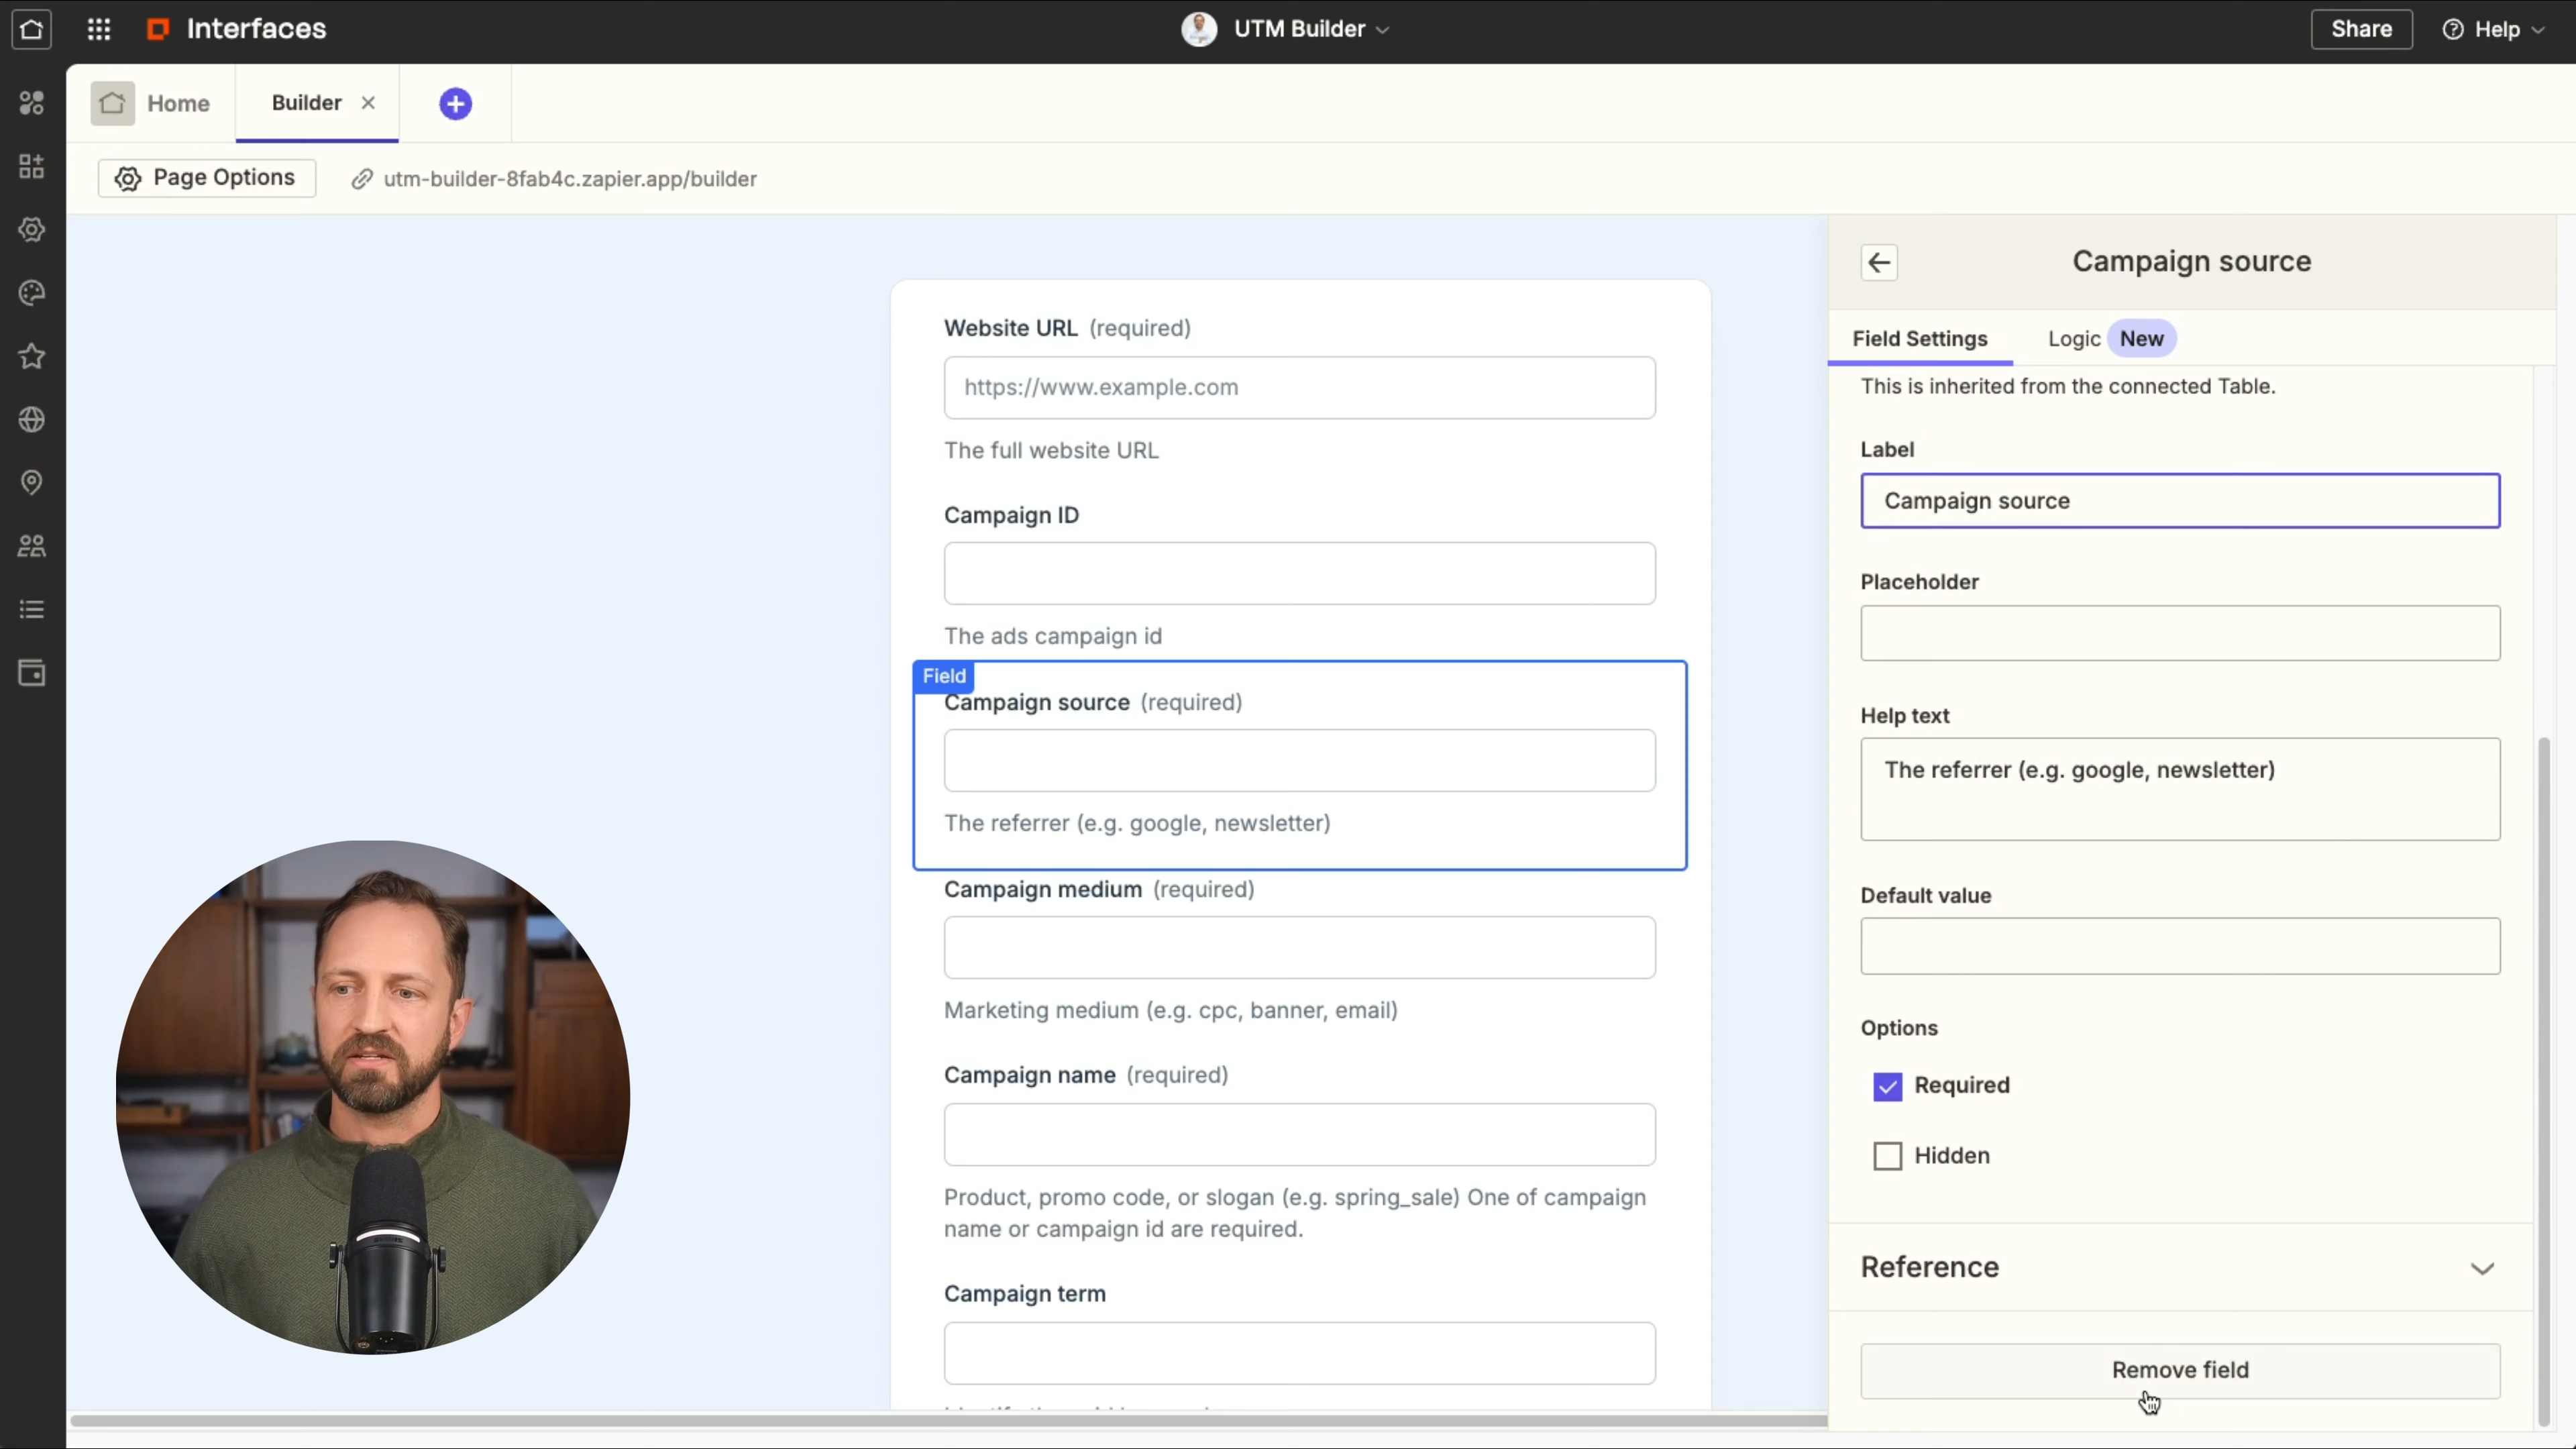 Interfaces
UTM Builder
Share
Help
Home
Builder
Page Options
utm-builder-8fab4c.zapier.app/builder
Website URL (required)
https://www.example.com
The full website URL
Campaign ID
The ads campaign id
Field
Campaign source (required)
The referrer (e.g. google, newsletter)
Campaign medium (required)
Marketing medium (e.g. cpc, banner, email)
Campaign name (required)
Product, promo code, or slogan (e.g. spring_sale) One of campaign
name or campaign id are required.
Campaign term
Campaign source
Field Settings
Logic New
This is inherited from the connected Table.
Label
Campaign source
Placeholder
Help text
The referrer (e.g. google, newsletter)
Default value
Options
Required
Hidden
Reference
Remove field